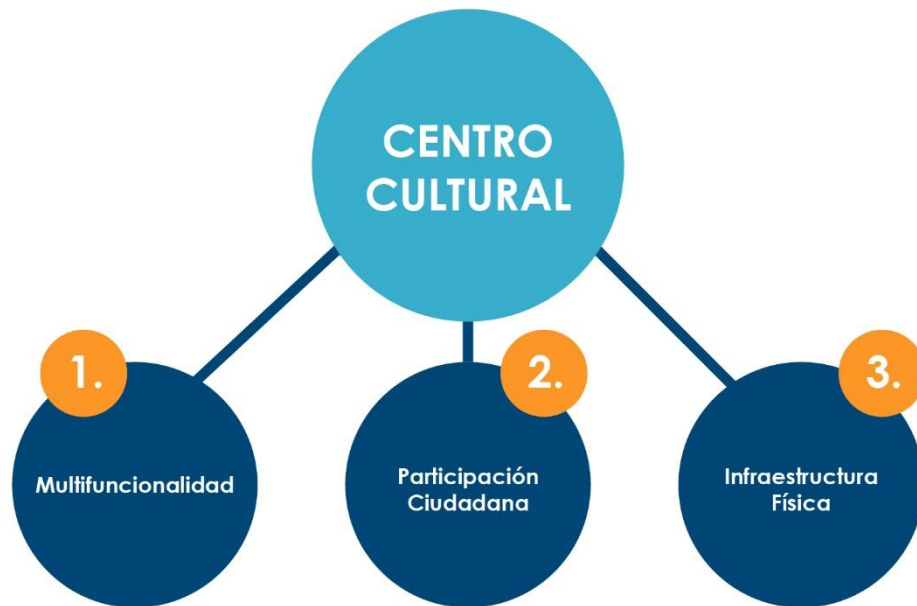 CENTRO
CULTURAL
1.
Multifuncionalidad
2.
Participación
Ciudadana
3.
Infraestructura
Física